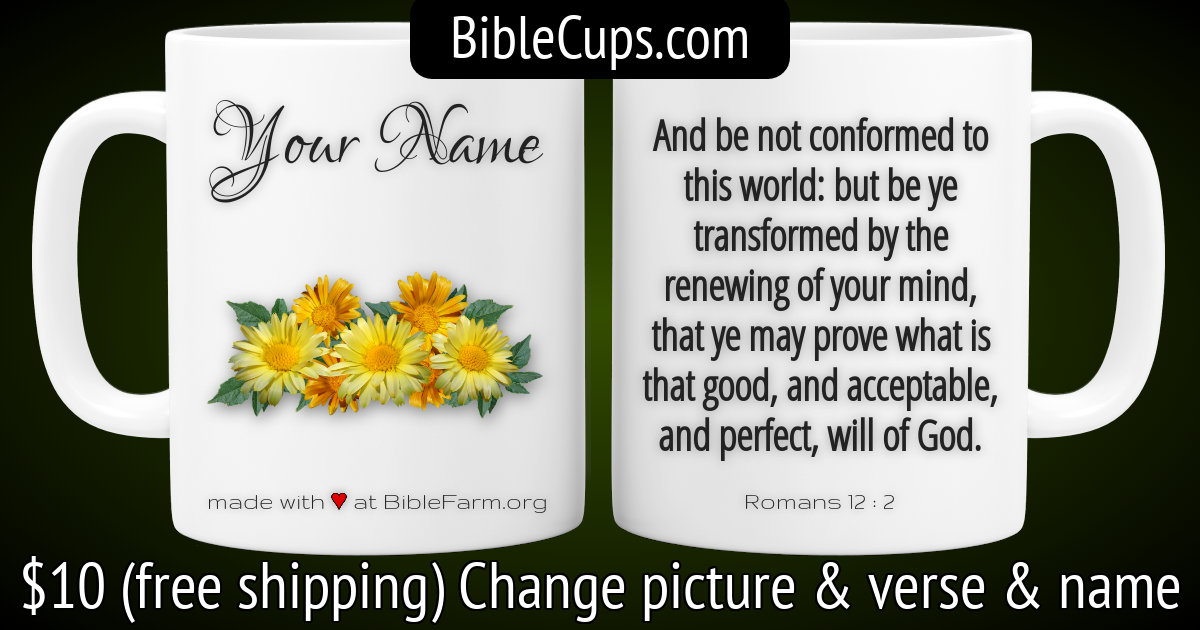 BibleCups.com
Your Name
made with ♥ at BibleFarm.org
And be not conformed to
this world: but be ye
transformed by the
renewing of your mind,
that ye may prove what is
that good, and acceptable,
and perfect, will of God.
Romans 12 : 2
$10 (free shipping) Change picture & verse & name